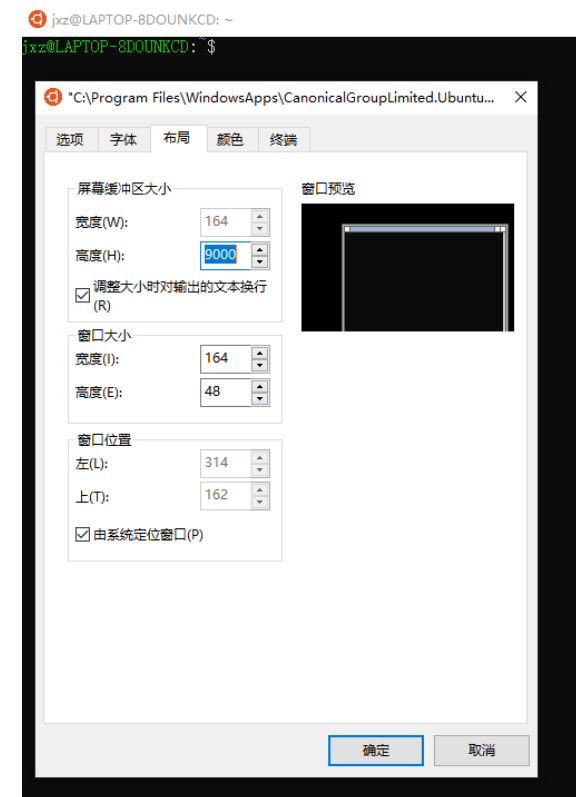 jxz@LAPTOP-8DOUNKCD: ~
jxz@LAPTOP-8DOUNKCD:~$
"C:\Program Files\WindowsApps\CanonicalGroupLimited.Ubuntu...
选项 字体 布局 颜色 终端
屏幕缓冲区大小
宽度(W): 164
高度(H): 9000
调整大小时对输出的文本换行
(R)
窗口大小
宽度(I): 164
高度(E): 48
窗口位置
左(L): 314
上(T): 162
由系统定位窗口(P)
窗口预览
确定 取消